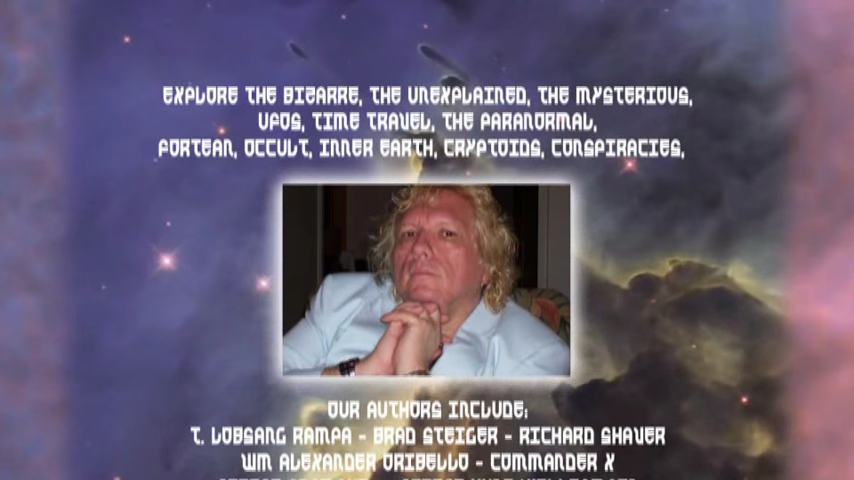 EXPLORE THE BIZARRE, THE UNEXPLAINED, THE MYSTERIOUS,
UFOS, TIME TRAVEL, THE PARANORMAL,
FORTEAN, OCCULT, INNER EARTH, CRYPTOIDS, CONSPIRACIES,
OUR AUTHORS INCLUDE:
T. LOBSANG RAMPA - BRAD STEIGER - RICHARD SHAVER
WM ALEXANDER ORIBELLO - COMMANDER X